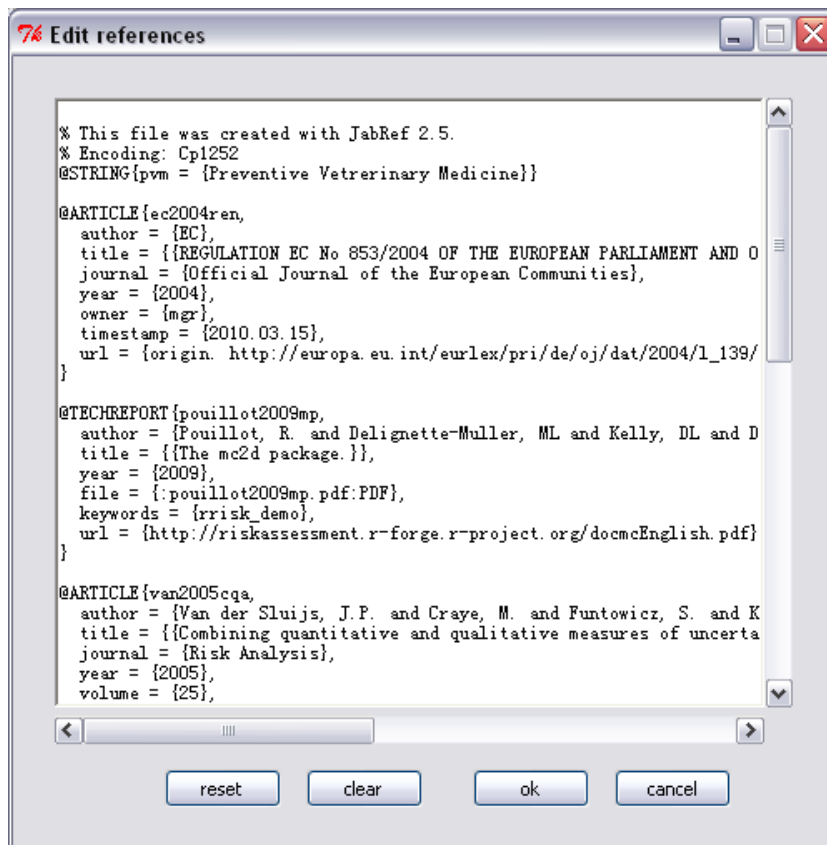 Edit references
% This file was created with JabRef 2.5.
% Encoding: Cp1252
@STRING{pvm = {Preventive Vetrerinary Medicine}}
@ARTICLE{ec2004ren,
author = {EC},
title = {{REGULATION EC No 853/2004 OF THE EUROPEAN PARLIAMENT AND O
journal = {Official Journal of the European Communities},
year = {2004},
owner = {mgr},
timestamp = {2010.03.15},
url = {origin. http://europa.eu.int/eurlex/pri/de/oj/dat/2004/l_139/
}
@TECHREPORT{pouillot2009mp,
author = {Pouillot, R. and Delignette-Muller, ML and Kelly, DL and D
title = {{The mc2d package.}},
year = {2009},
file = {:pouillot2009mp.pdf:PDF},
keywords = {rrisk_demo},
url = {http://riskassessment.r-forge.r-project.org/docmcEnglish.pdf}
}
@ARTICLE{van2005cqa,
author = {Van der Sluijs, J.P. and Craye, M. and Funtowicz, S. and K
title = {{Combining quantitative and qualitative measures of uncerta
journal = {Risk Analysis},
year = {2005},
volume = {25},
reset clear ok cancel